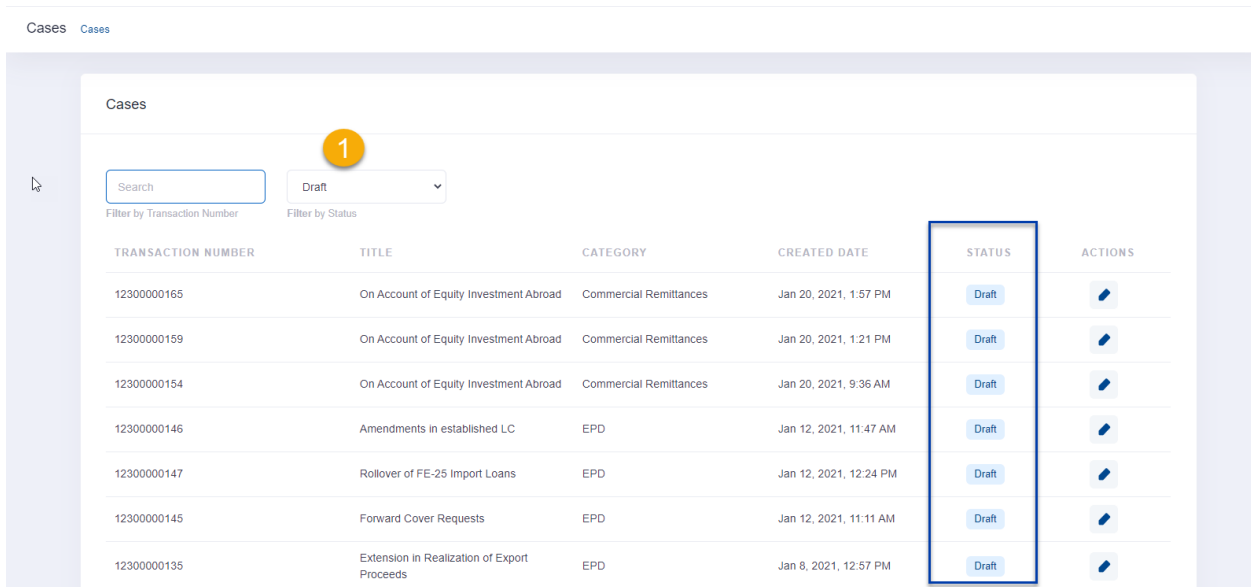 Cases Cases
Cases
1
Search Draft
Filter by Transaction Number Filter by Status
TRANSACTION NUMBER TITLE CATEGORY CREATED DATE STATUS ACTIONS
12300000165 On Account of Equity Investment Abroad Commercial Remittances Jan 20, 2021, 1:57 PM Draft
12300000159 On Account of Equity Investment Abroad Commercial Remittances Jan 20, 2021, 1:21 PM Draft
12300000154 On Account of Equity Investment Abroad Commercial Remittances Jan 20, 2021, 9:36 AM Draft
12300000146 Amendments in established LC EPD Jan 12, 2021, 11:47 AM Draft
12300000147 Rollover of FE-25 Import Loans EPD Jan 12, 2021, 12:24 PM Draft
12300000145 Forward Cover Requests EPD Jan 12, 2021, 11:11 AM Draft
12300000135 Extension in Realization of Export EPD Jan 8, 2021, 12:57 PM Draft
Proceeds